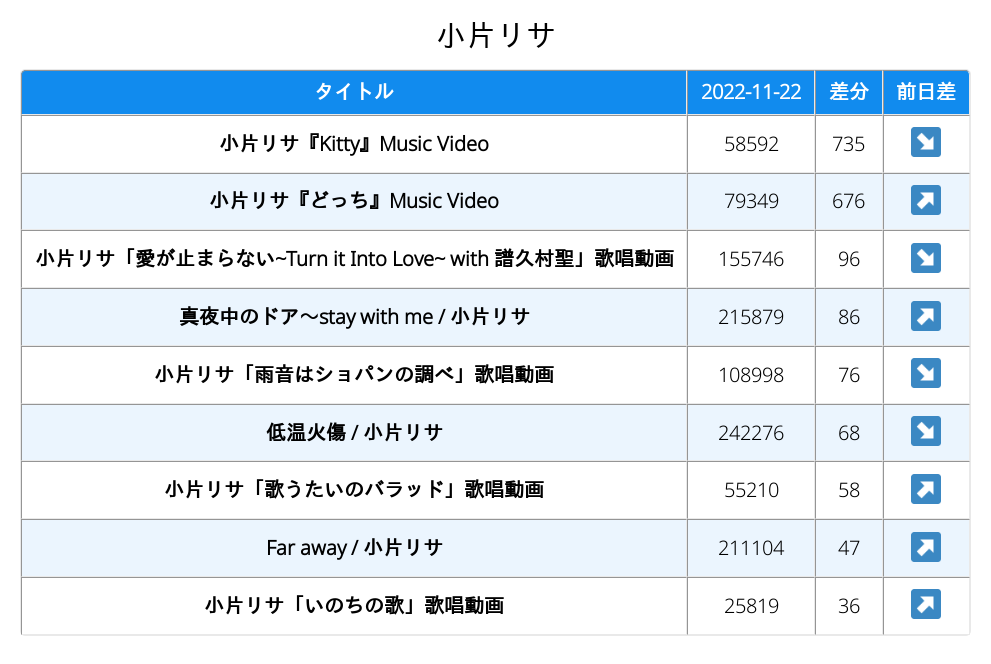 小片リサ
タイトル 2022-11-22 差分 前日差
小片リサ『Kitty』Music Video 58592 735 ↘
小片リサ『どっち』Music Video 79349 676 ↗
小片リサ「愛が止まらない~Turn it Into Love~ with 譜久村聖」歌唱動画 155746 96 ↘
真夜中のドア〜stay with me / 小片リサ 215879 86 ↗
小片リサ「雨音はショパンの調べ」歌唱動画 108998 76 ↘
低温火傷 / 小片リサ 242276 68 ↘
小片リサ「歌うたいのバラッド」歌唱動画 55210 58 ↗
Far away / 小片リサ 211104 47 ↗
小片リサ「いのちの歌」歌唱動画 25819 36 ↗